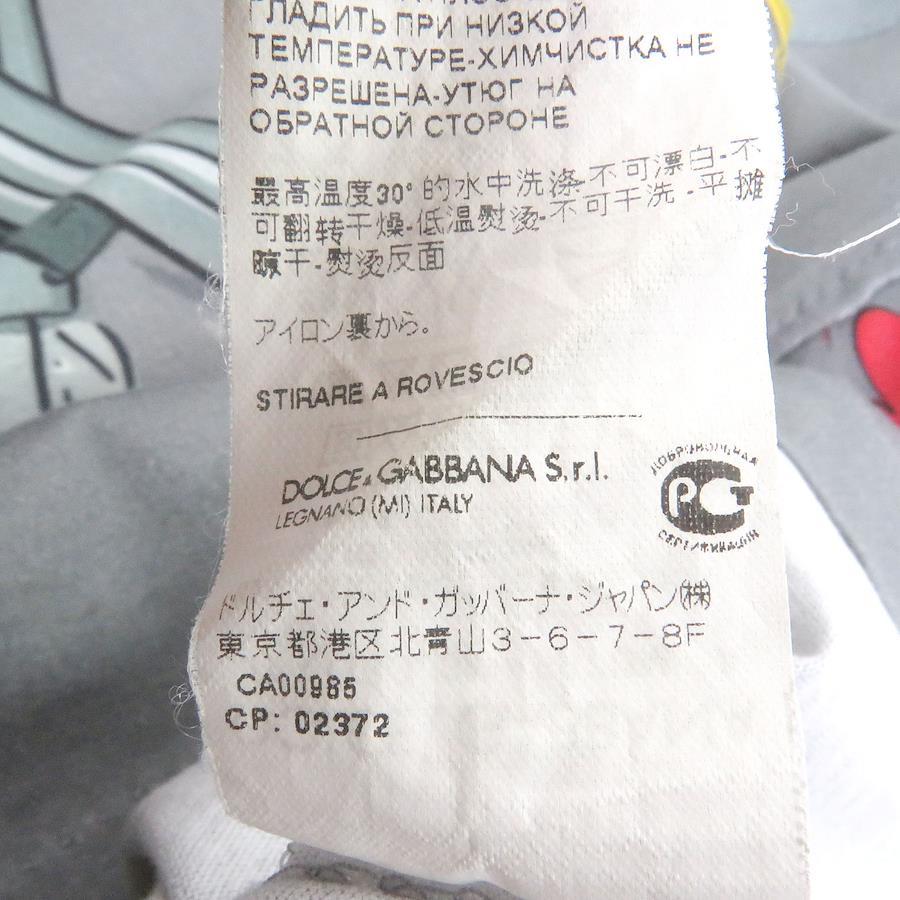 ГЛАДИТЬ ПРИ НИЗКОЙ
ТЕМПЕРАТУРЕ-ХИМЧИСТКА НЕ
РАЗРЕШЕНА-УТЮГ НА
ОБРАТНОЙ СТОРОНЕ
最高温度30°的水中洗涤-不可漂白-不
可翻转干燥-低温熨烫-不可干洗-平摊
晾干-熨烫反面
アイロン裏から。
STIRARE A ROVESCIO
DOLCE & GABBANA S.r.l.
LEGNANO (MI) ITALY
ДОБРОВОЛЬНАЯ
РСТ
СЕРТИФИКАЦИЯ
ドルチェ・アンド・ガッバーナ・ジャパン㈱
東京都港区北青山3-6-7-8F
CA00985
CP: 02372